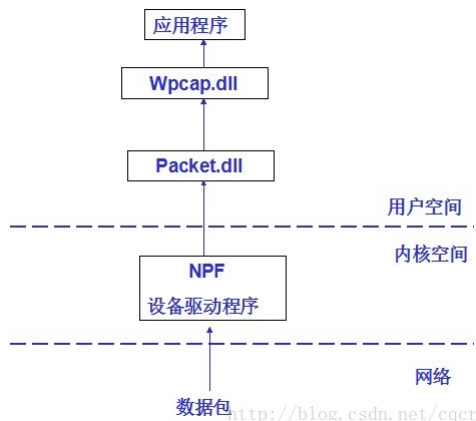 应用程序
Wpcap.dll
Packet.dll
用户空间
内核空间
NPF
设备驱动程序
网络
数据包
http://blog.csdn.net/cqcr